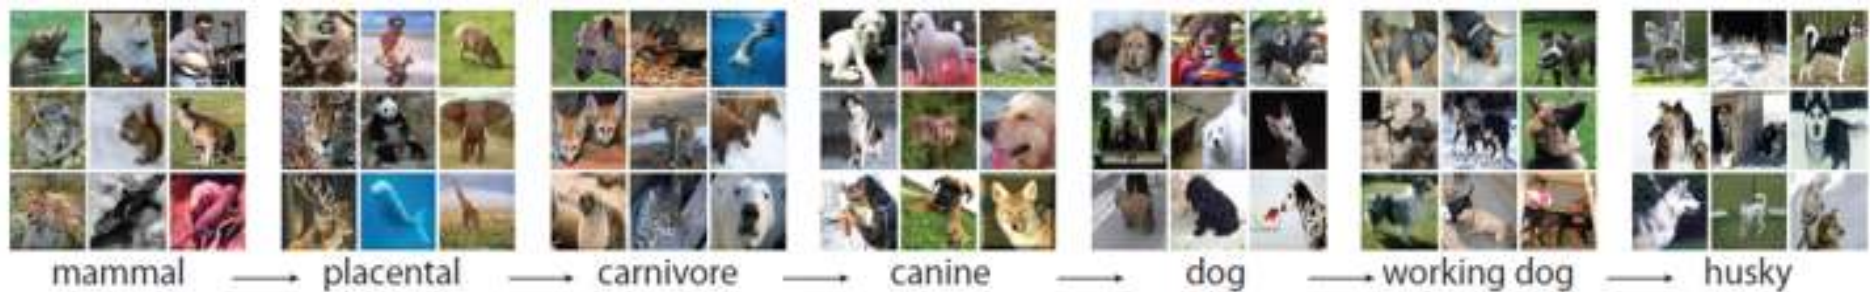 mammal → placental → carnivore → canine → dog → working dog → husky